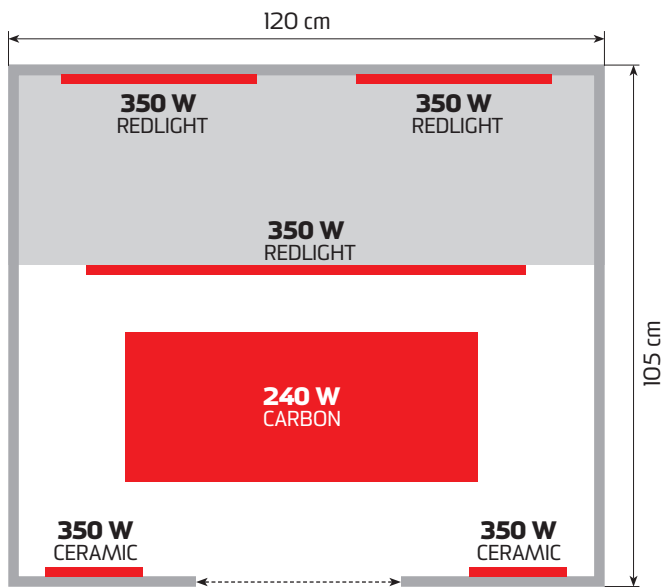 120 cm
350 W
REDLIGHT
350 W
REDLIGHT
350 W
REDLIGHT
105 cm
240 W
CARBON
350 W
CERAMIC
350 W
CERAMIC